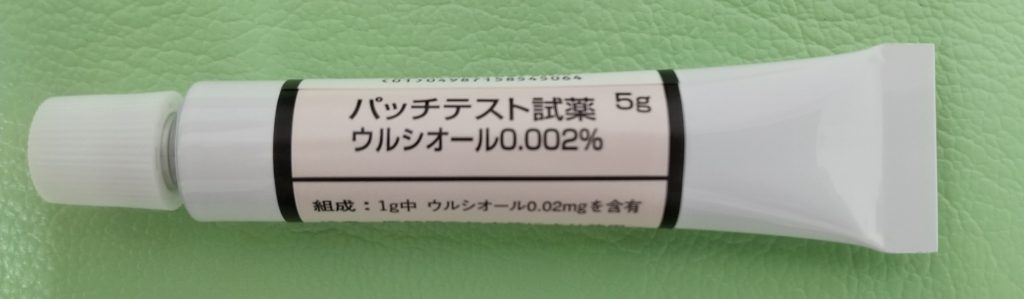 パッチテスト試薬 5g
ウルシオール0.002%
組成：1g中 ウルシオール0.02mgを含有